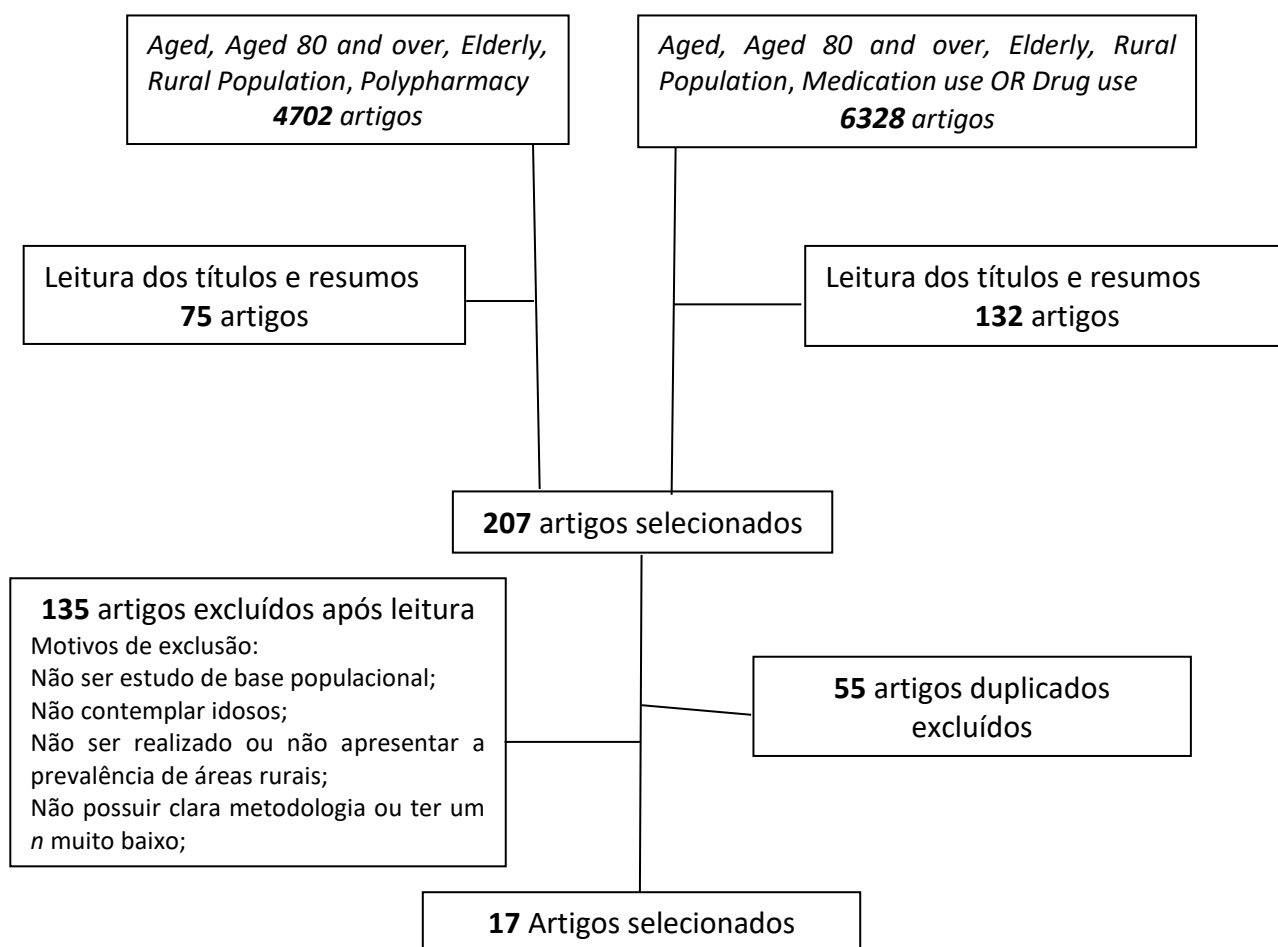 Aged, Aged 80 and over, Elderly,
Rural Population, Polypharmacy
4702 artigos
Aged, Aged 80 and over, Elderly, Rural
Population, Medication use OR Drug use
6328 artigos
Leitura dos títulos e resumos
75 artigos
Leitura dos títulos e resumos
132 artigos
207 artigos selecionados
135 artigos excluídos após leitura
Motivos de exclusão:
Não ser estudo de base populacional;
Não contemplar idosos;
Não ser realizado ou não apresentar a
prevalência de áreas rurais;
Não possuir clara metodologia ou ter um
n muito baixo;
55 artigos duplicados
excluídos
17 Artigos selecionados